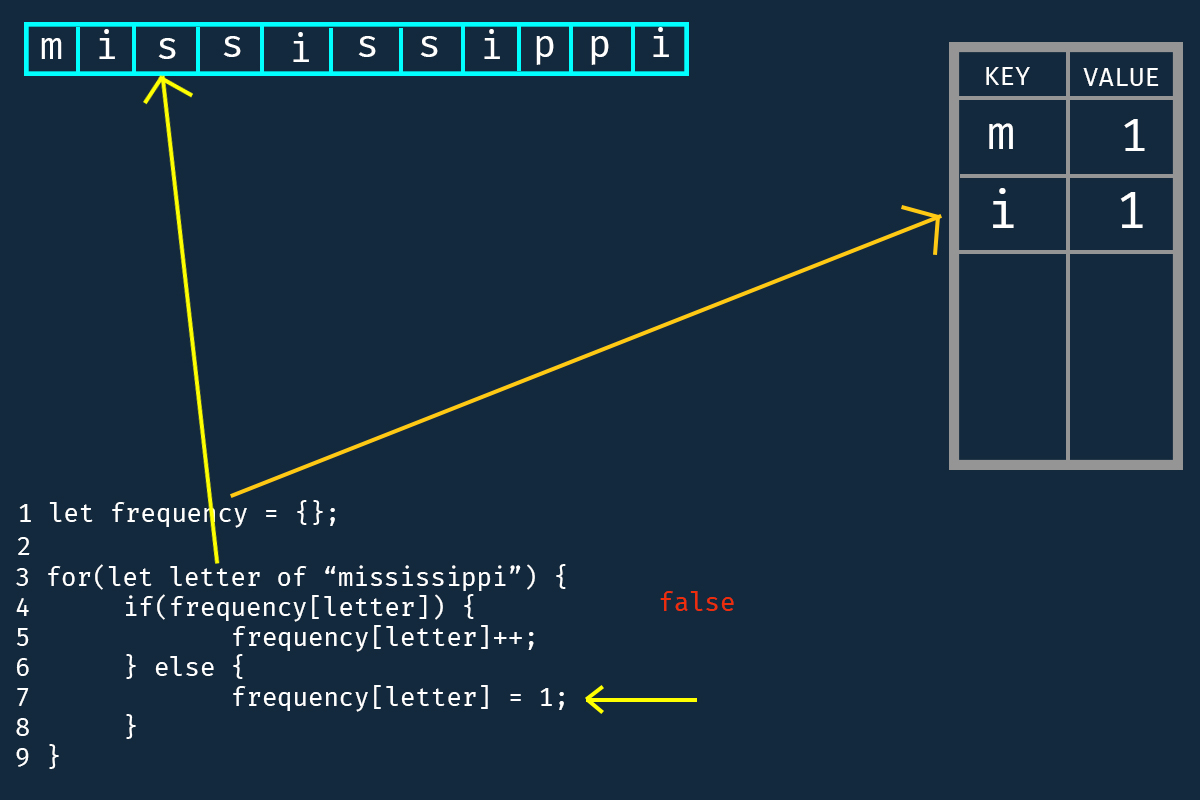 m i s s i s s i p p i
KEY VALUE
m 1
i 1
1 let frequency = {};
2
3 for(let letter of “mississippi”) {
4 if(frequency[letter]) { false
5 frequency[letter]++;
6 } else {
7 frequency[letter] = 1;
8 }
9 }